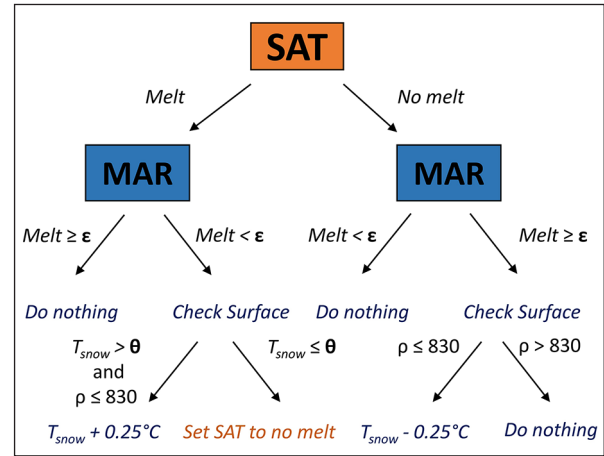 SAT
Melt
No melt
MAR
MAR
Melt ≥ ε
Melt < ε
Melt < ε
Melt ≥ ε
Do nothing
Check Surface
Do nothing
Check Surface
T_snow > θ
and
ρ ≤ 830
T_snow ≤ θ
ρ ≤ 830
ρ > 830
T_snow + 0.25°C
Set SAT to no melt
T_snow - 0.25°C
Do nothing